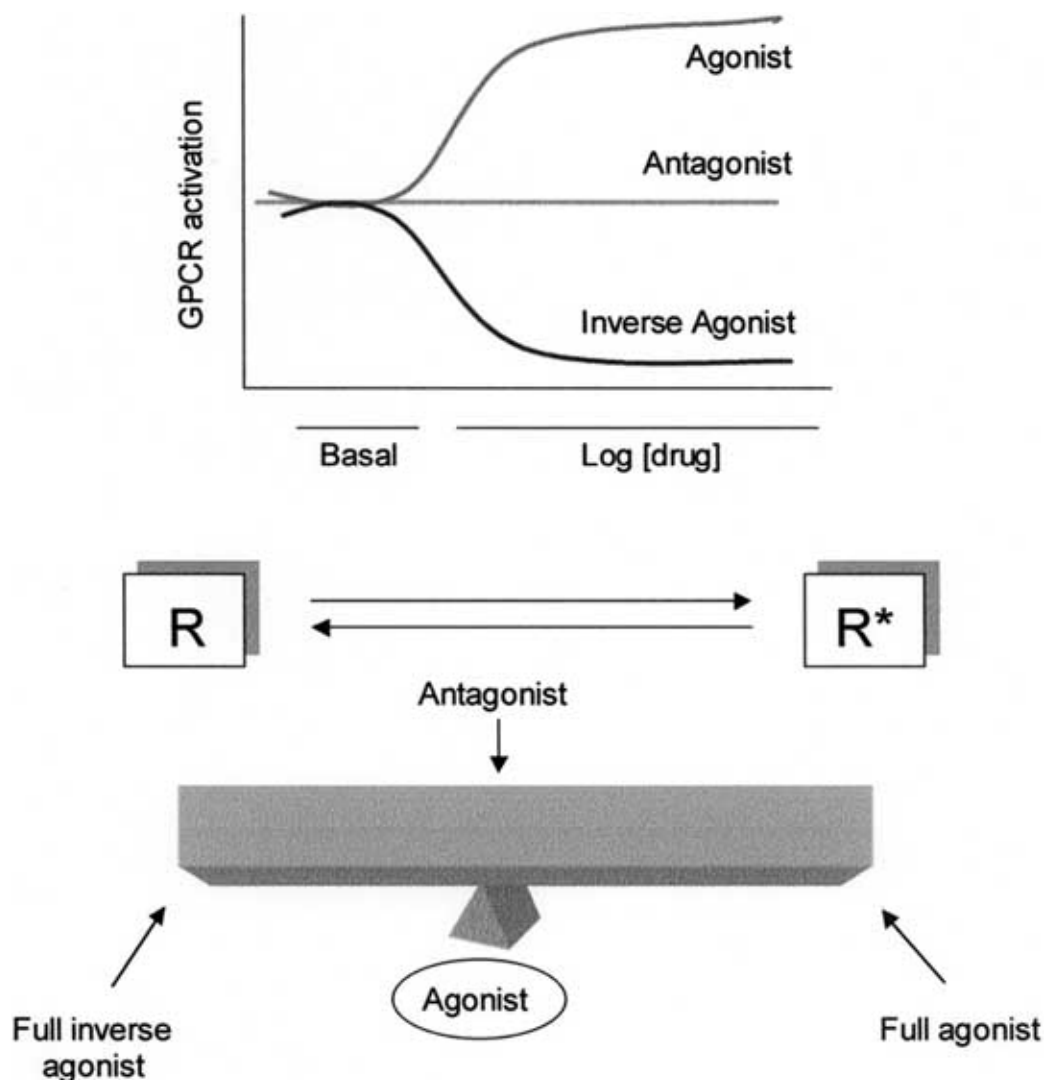 GPCR activation
Agonist
Antagonist
Inverse Agonist
Basal
Log [drug]
R
R*
Antagonist
Agonist
Full inverse
agonist
Full agonist